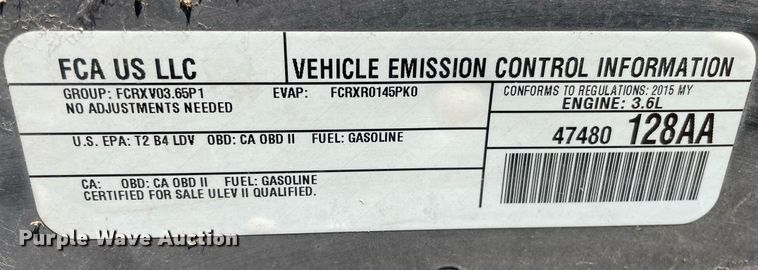 FCA US LLC
VEHICLE EMISSION CONTROL INFORMATION
GROUP: FCRXV03.65P1 EVAP: FCRXR0145PK0
NO ADJUSTMENTS NEEDED
CONFORMS TO REGULATIONS: 2015 MY
ENGINE: 3.6L
U.S. EPA: T2 B4 LDV OBD: CA OBD II FUEL: GASOLINE
47480 128AA
CA: OBD: CA OBD II FUEL: GASOLINE
CERTIFIED FOR SALE ULEV II QUALIFIED.
Purple Wave Auction